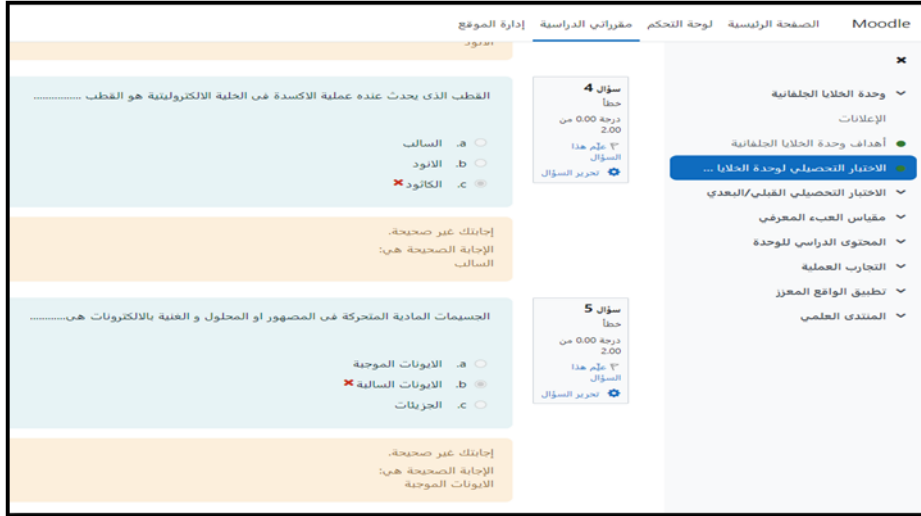 Moodle الصفحة الرئيسية لوحة التحكم مقرراتي الدراسية إدارة الموقع
وحدة الخلايا الجلفانية
الإعلانات
أهداف وحدة الخلايا الجلفانية
الاختبار التحصيلي لوحدة الخلايا ...
الاختبار التحصيلي القبلي/البعدي
مقياس العبء المعرفي
المحتوى الدراسي للوحدة
التجارب العملية
تطبيق الواقع المعزز
المنتدى العلمي
الانود
سؤال 4
خطأ
درجة 0.00 من
2.00
علّم هذا
السؤال
تحرير السؤال
القطب الذى يحدث عنده عملية الاكسدة فى الخلية الالكتروليتية هو القطب ................
a. السالب
b. الانود
c. الكاثود
إجابتك غير صحيحة.
الإجابة الصحيحة هي:
السالب
سؤال 5
خطأ
درجة 0.00 من
2.00
علّم هذا
السؤال
تحرير السؤال
الجسيمات المادية المتحركة فى المصهور او المحلول و الغنية بالالكترونات هى............
a. الايونات الموجبة
b. الايونات السالبة
c. الجزيئات
إجابتك غير صحيحة.
الإجابة الصحيحة هي:
الايونات الموجبة